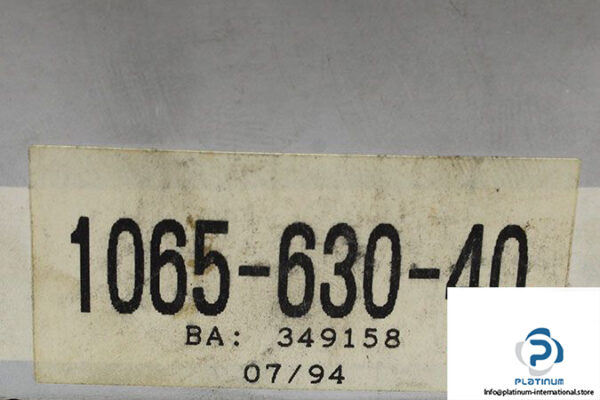 1065-630-40
BA: 349158
07/94
PLATINUM
Info@platinum-international.store